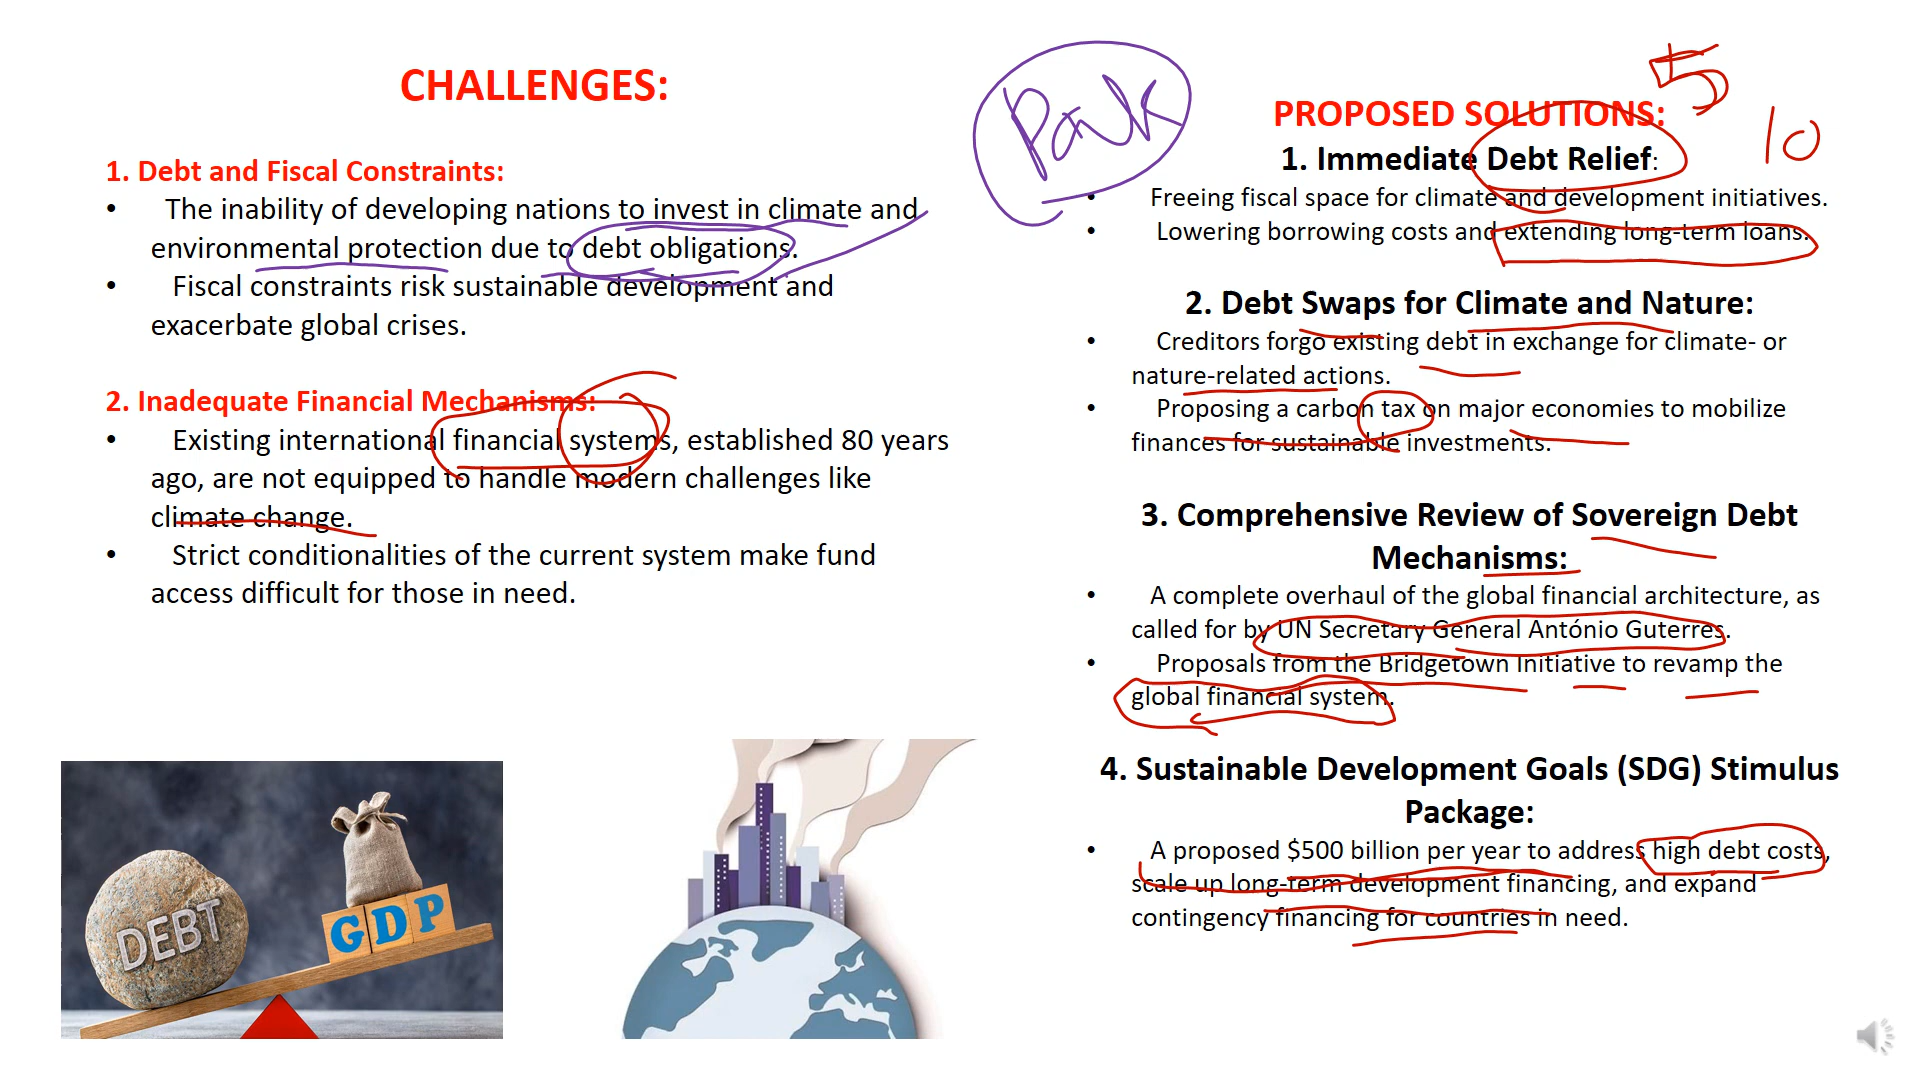 CHALLENGES:
1. Debt and Fiscal Constraints:
• The inability of developing nations to invest in climate and
environmental protection due to debt obligations.
• Fiscal constraints risk sustainable development and
exacerbate global crises.
2. Inadequate Financial Mechanisms:
• Existing international financial systems, established 80 years
ago, are not equipped to handle modern challenges like
climate change.
• Strict conditionalities of the current system make fund
access difficult for those in need.
DEBT
GDP
Pak
5
10
PROPOSED SOLUTIONS:
1. Immediate Debt Relief:
• Freeing fiscal space for climate and development initiatives.
• Lowering borrowing costs and extending long-term loans.
2. Debt Swaps for Climate and Nature:
• Creditors forgo existing debt in exchange for climate- or
nature-related actions.
• Proposing a carbon tax on major economies to mobilize
finances for sustainable investments.
3. Comprehensive Review of Sovereign Debt
Mechanisms:
• A complete overhaul of the global financial architecture, as
called for by UN Secretary General António Guterres.
• Proposals from the Bridgetown Initiative to revamp the
global financial system.
4. Sustainable Development Goals (SDG) Stimulus
Package:
• A proposed $500 billion per year to address high debt costs,
scale up long-term development financing, and expand
contingency financing for countries in need.